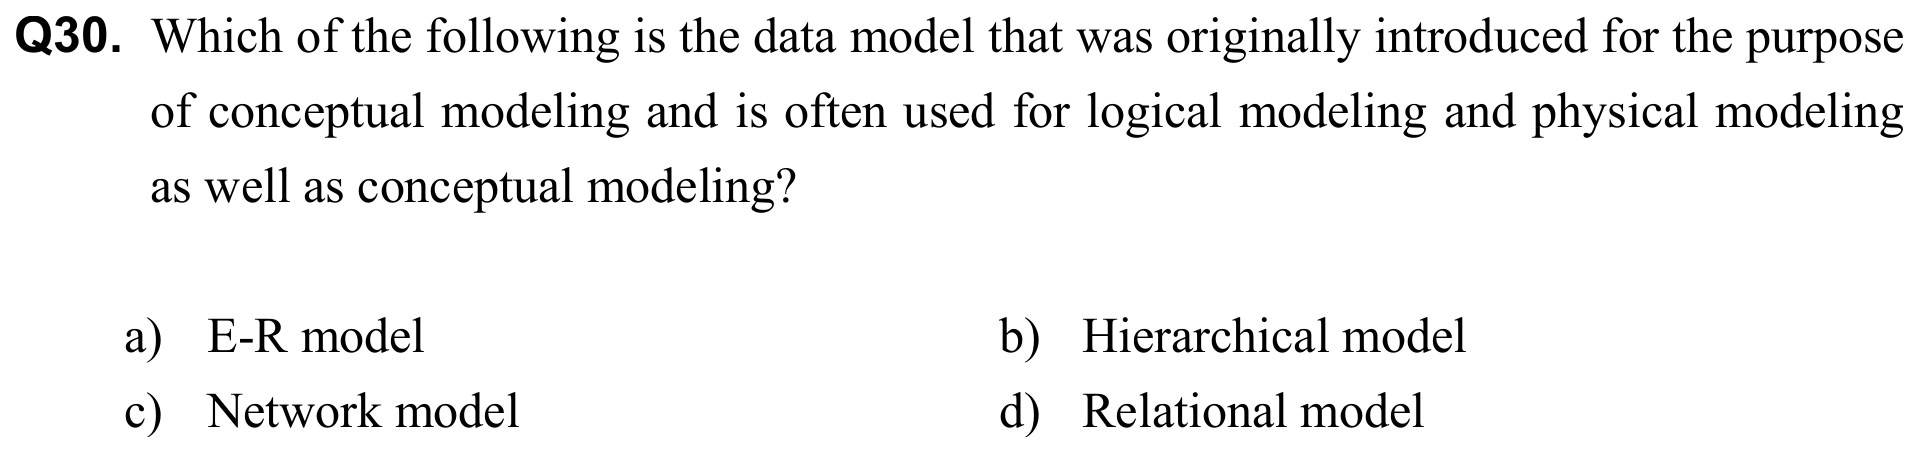 Q30. Which of the following is the data model that was originally introduced for the purpose
of conceptual modeling and is often used for logical modeling and physical modeling
as well as conceptual modeling?
a) E-R model b) Hierarchical model
c) Network model d) Relational model